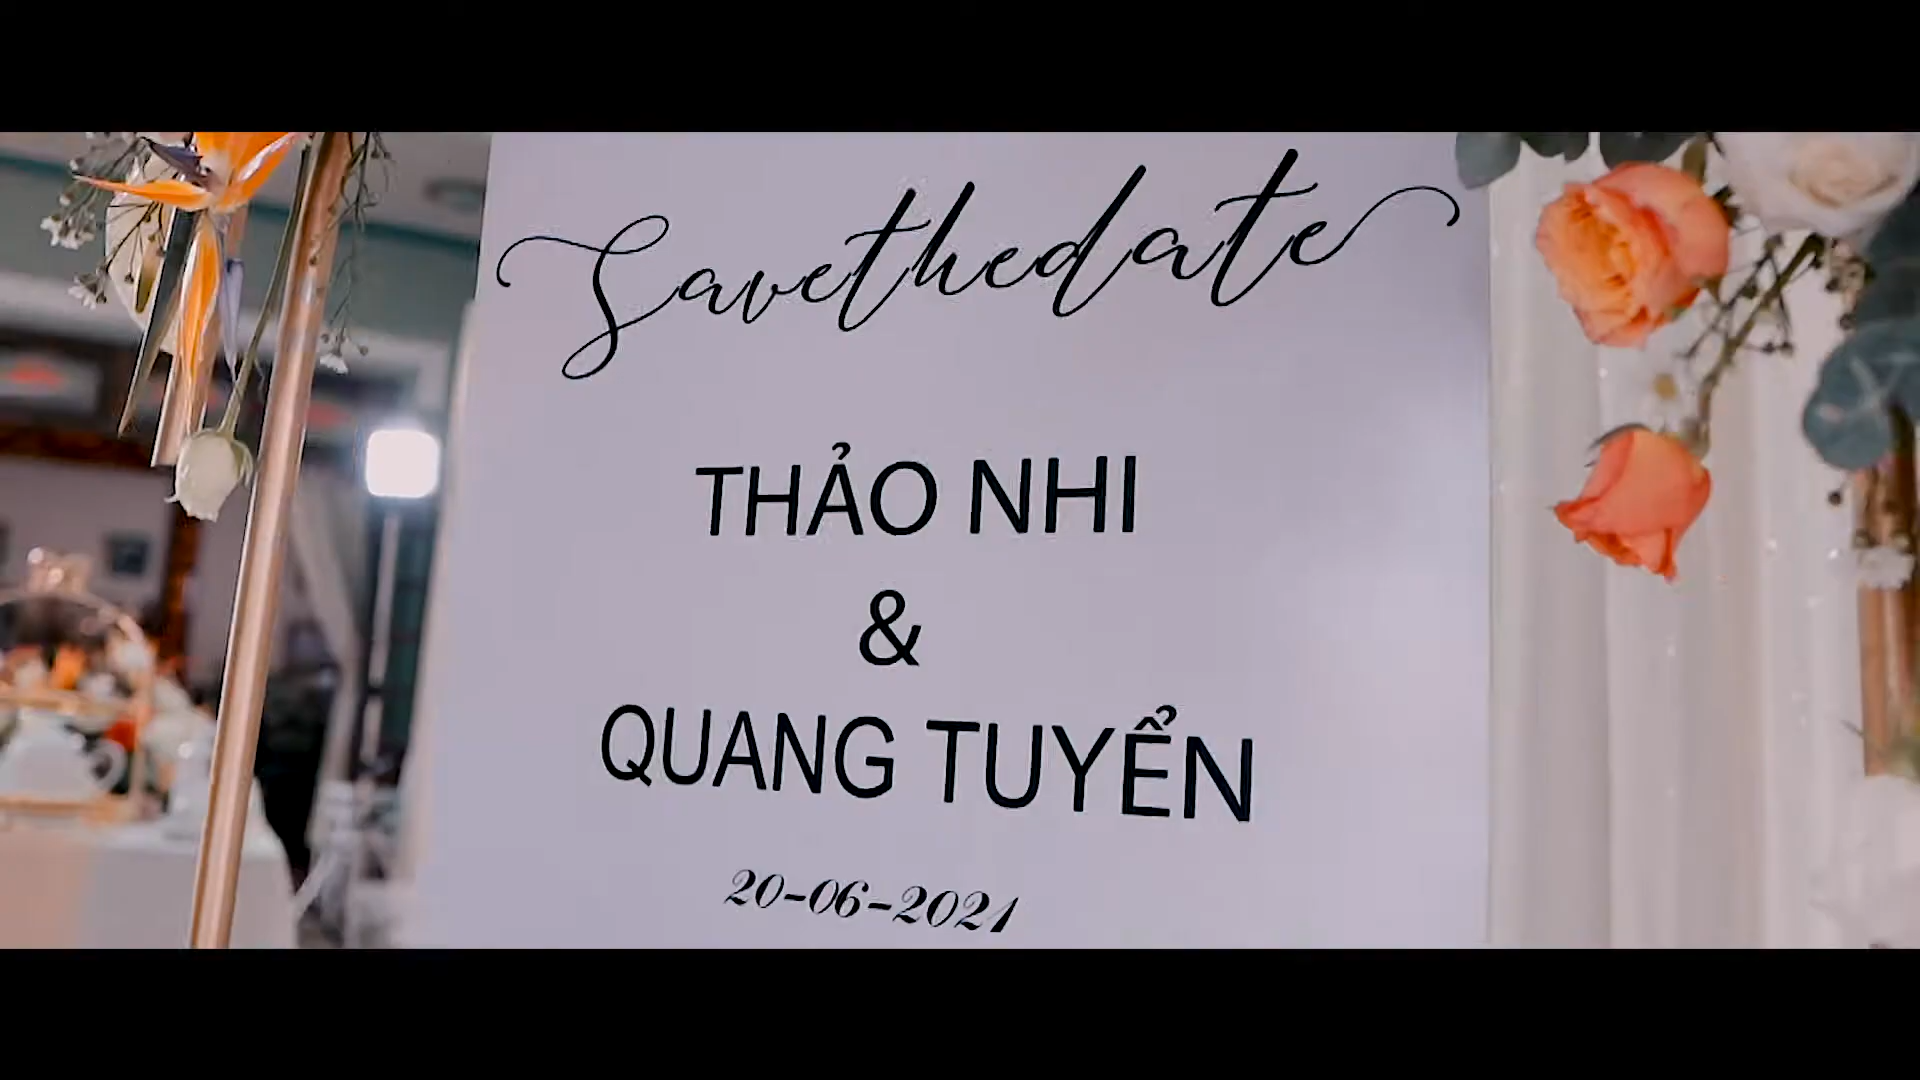 Savethedate
THẢO NHI
&
QUANG TUYỂN
20-06-2021